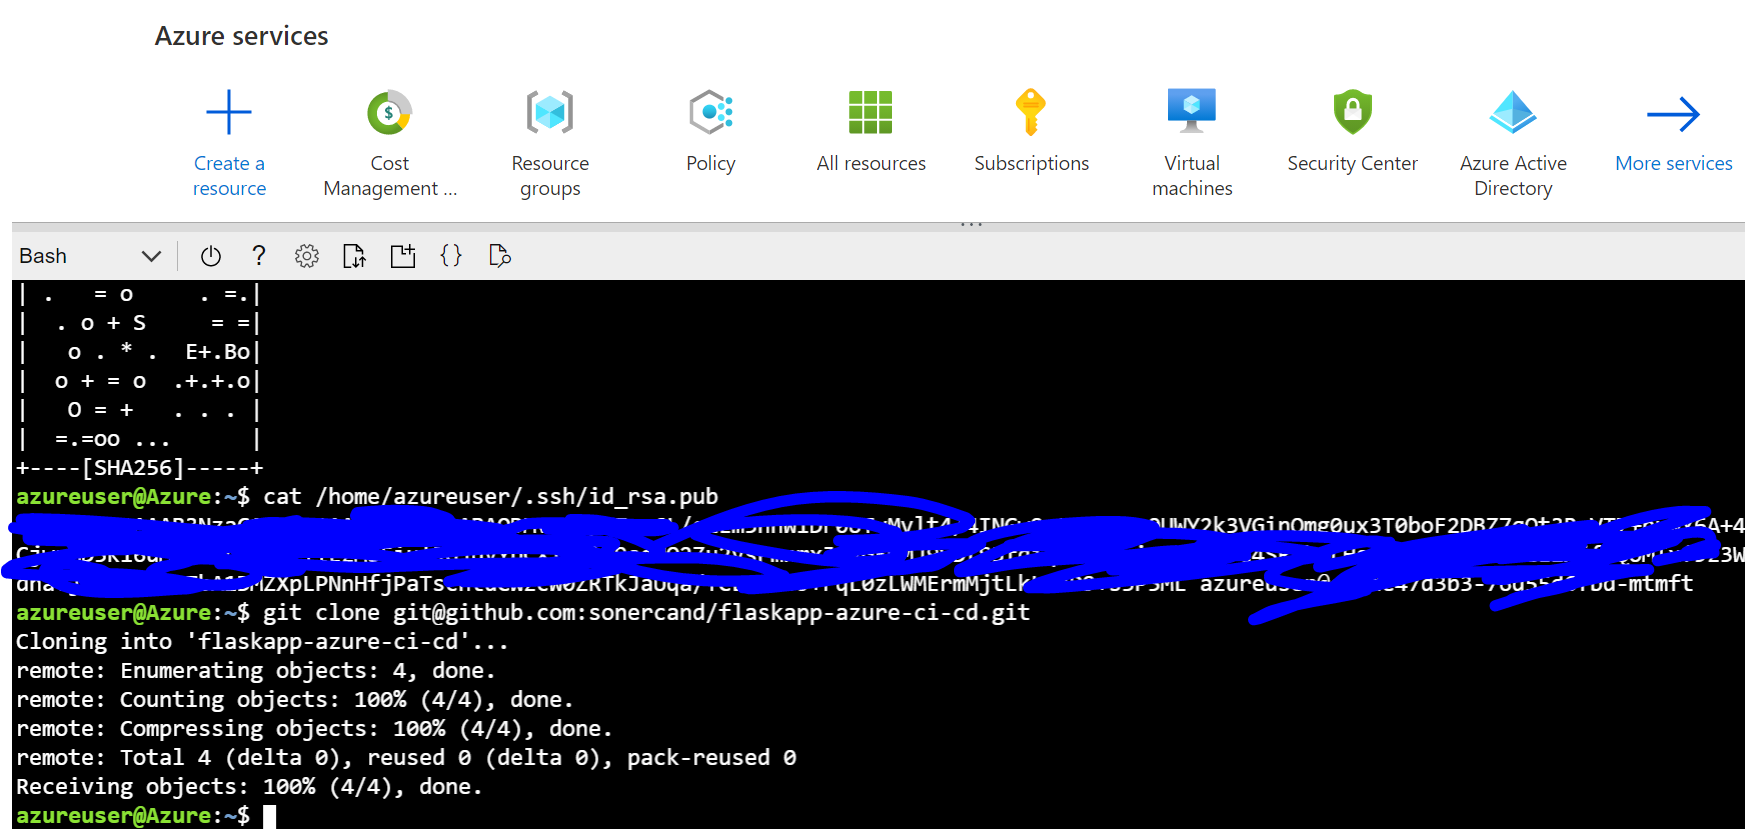 Azure services
Create a resource
Cost Management ...
Resource groups
Policy
All resources
Subscriptions
Virtual machines
Security Center
Azure Active Directory
More services
Bash
| .   = o     . =.|
|  . o + S     = =|
|   o . * .  E+.Bo|
|  o + = o  .+.+.o|
|   O = +   . . . |
|  =.=oo ...      |
+----[SHA256]-----+
azureuser@Azure:~$ cat /home/azureuser/.ssh/id_rsa.pub
azureuser@Azure:~$ git clone git@github.com:sonercand/flaskapp-azure-ci-cd.git
Cloning into 'flaskapp-azure-ci-cd'...
remote: Enumerating objects: 4, done.
remote: Counting objects: 100% (4/4), done.
remote: Compressing objects: 100% (4/4), done.
remote: Total 4 (delta 0), reused 0 (delta 0), pack-reused 0
Receiving objects: 100% (4/4), done.
azureuser@Azure:~$